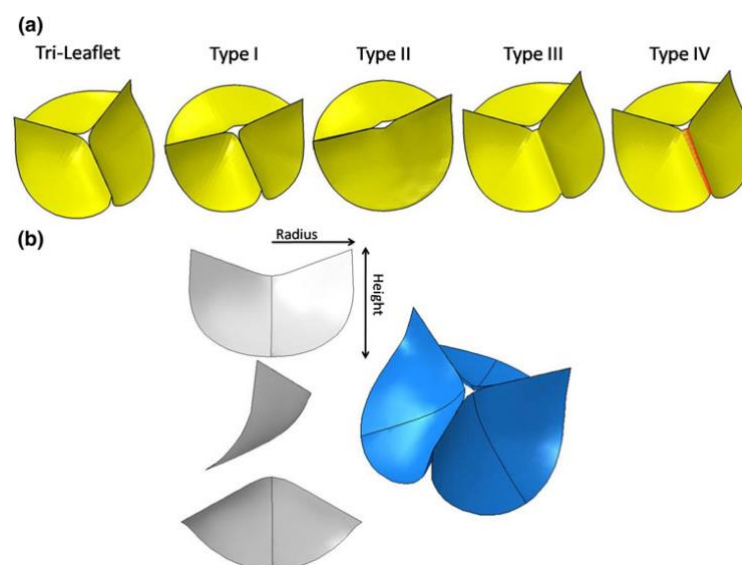 (a)
Tri-Leaflet Type I Type II Type III Type IV
(b)
Radius
Height